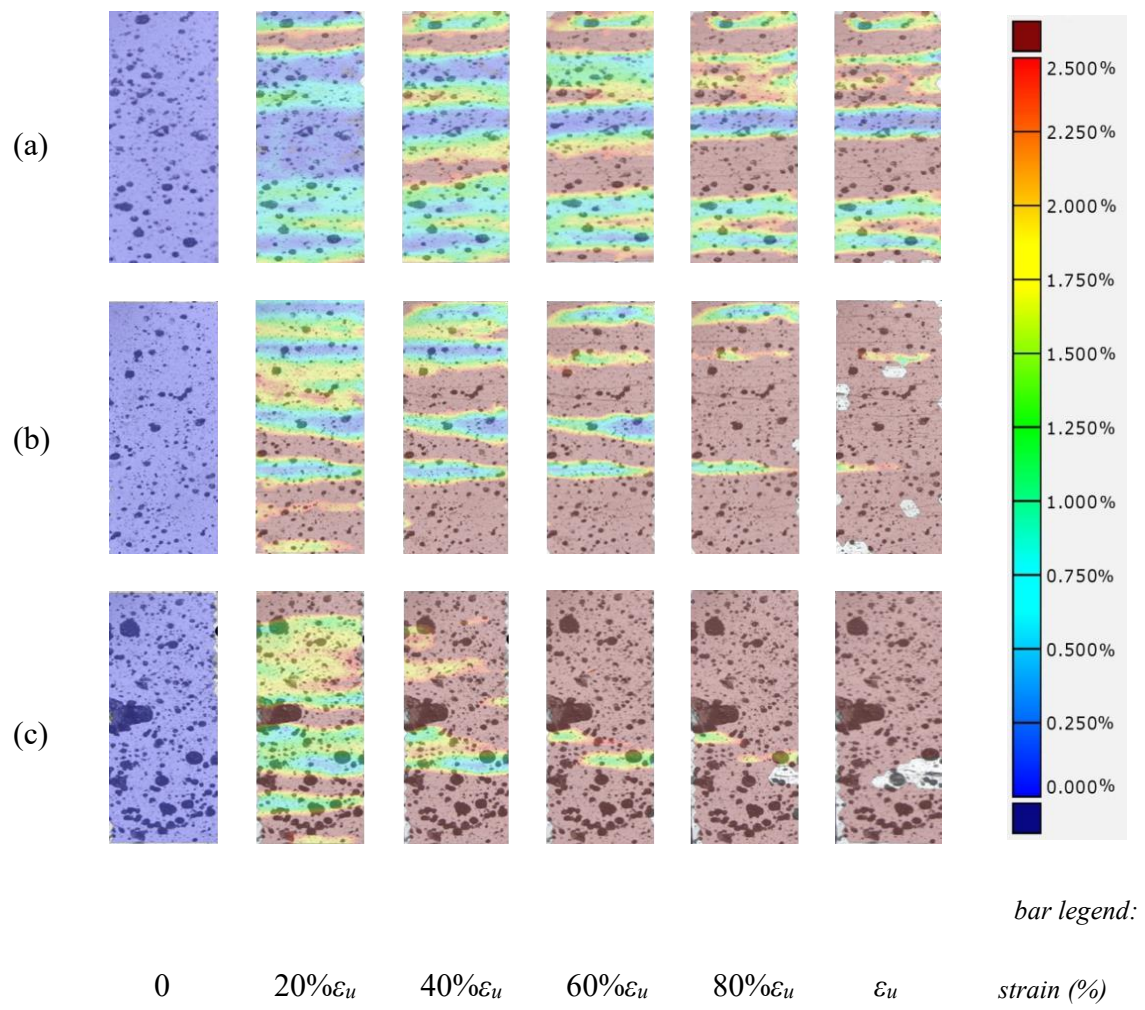 (a)
(b)
(c)
2.500%
2.250%
2.000%
1.750%
1.500%
1.250%
1.000%
0.750%
0.500%
0.250%
0.000%
bar legend:
0 20%εu 40%εu 60%εu 80%εu εu strain (%)